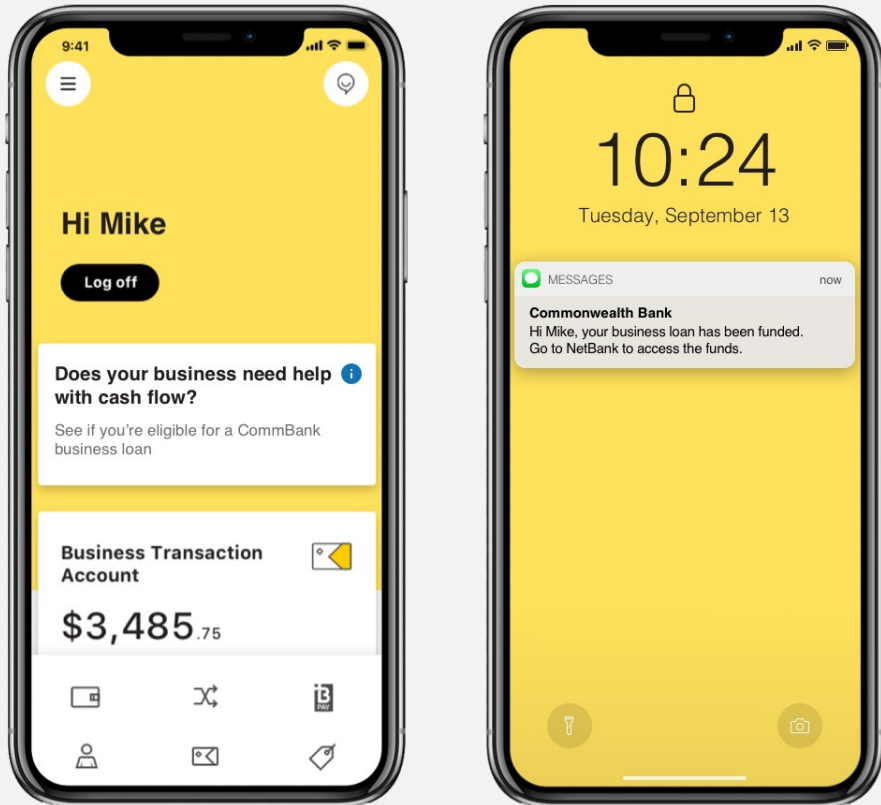 9:41
Hi Mike
Log off
Does your business need help
with cash flow?
See if you're eligible for a CommBank
business loan
Business Transaction
Account
$3,485.75
B
PAY
10:24
Tuesday, September 13
MESSAGES now
Commonwealth Bank
Hi Mike, your business loan has been funded.
Go to NetBank to access the funds.